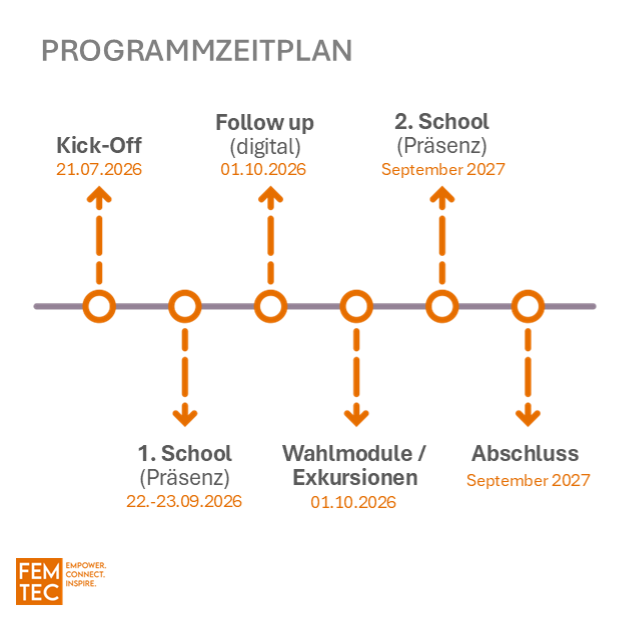 PROGRAMMZEITPLAN
Kick-Off
21.07.2026
Follow up
(digital)
01.10.2026
2. School
(Präsenz)
September 2027
1. School
(Präsenz)
22.-23.09.2026
Wahlmodule /
Exkursionen
01.10.2026
Abschluss
September 2027
FEM
TEC
EMPOWER.
CONNECT.
INSPIRE.